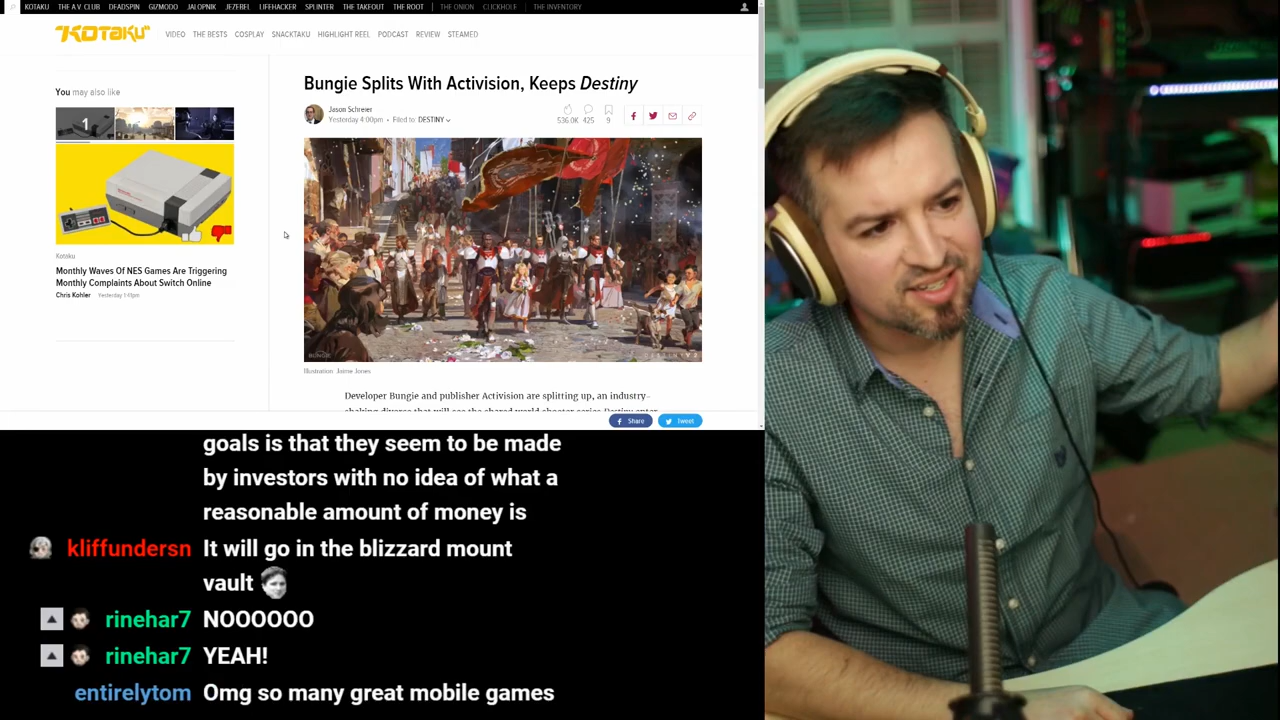 KOTAKU THE A.V. CLUB DEADSPIN GIZMODO JALOPNIK JEZEBEL LIFEHACKER SPLINTER THE TAKEOUT THE ROOT THE ONION CLICKHOLE THE INVENTORY
KOTAKU VIDEO THE BESTS COSPLAY SNACKTAKU HIGHLIGHT REEL PODCAST REVIEW STEAMED
You may also like
1
Kotaku
Monthly Waves Of NES Games Are Triggering
Monthly Complaints About Switch Online
Chris Kohler Yesterday 1:41pm
Bungie Splits With Activision, Keeps Destiny
Jason Schreier
Yesterday 4:00pm • Filed to: DESTINY
536.0K 425 9
BUNGIE
Illustration: Jaime Jones
Developer Bungie and publisher Activision are splitting up, an industry-
Share Tweet
goals is that they seem to be made
by investors with no idea of what a
reasonable amount of money is
kliffundersn It will go in the blizzard mount
vault
rinehar7 NOOOOOO
rinehar7 YEAH!
entirelytom Omg so many great mobile games